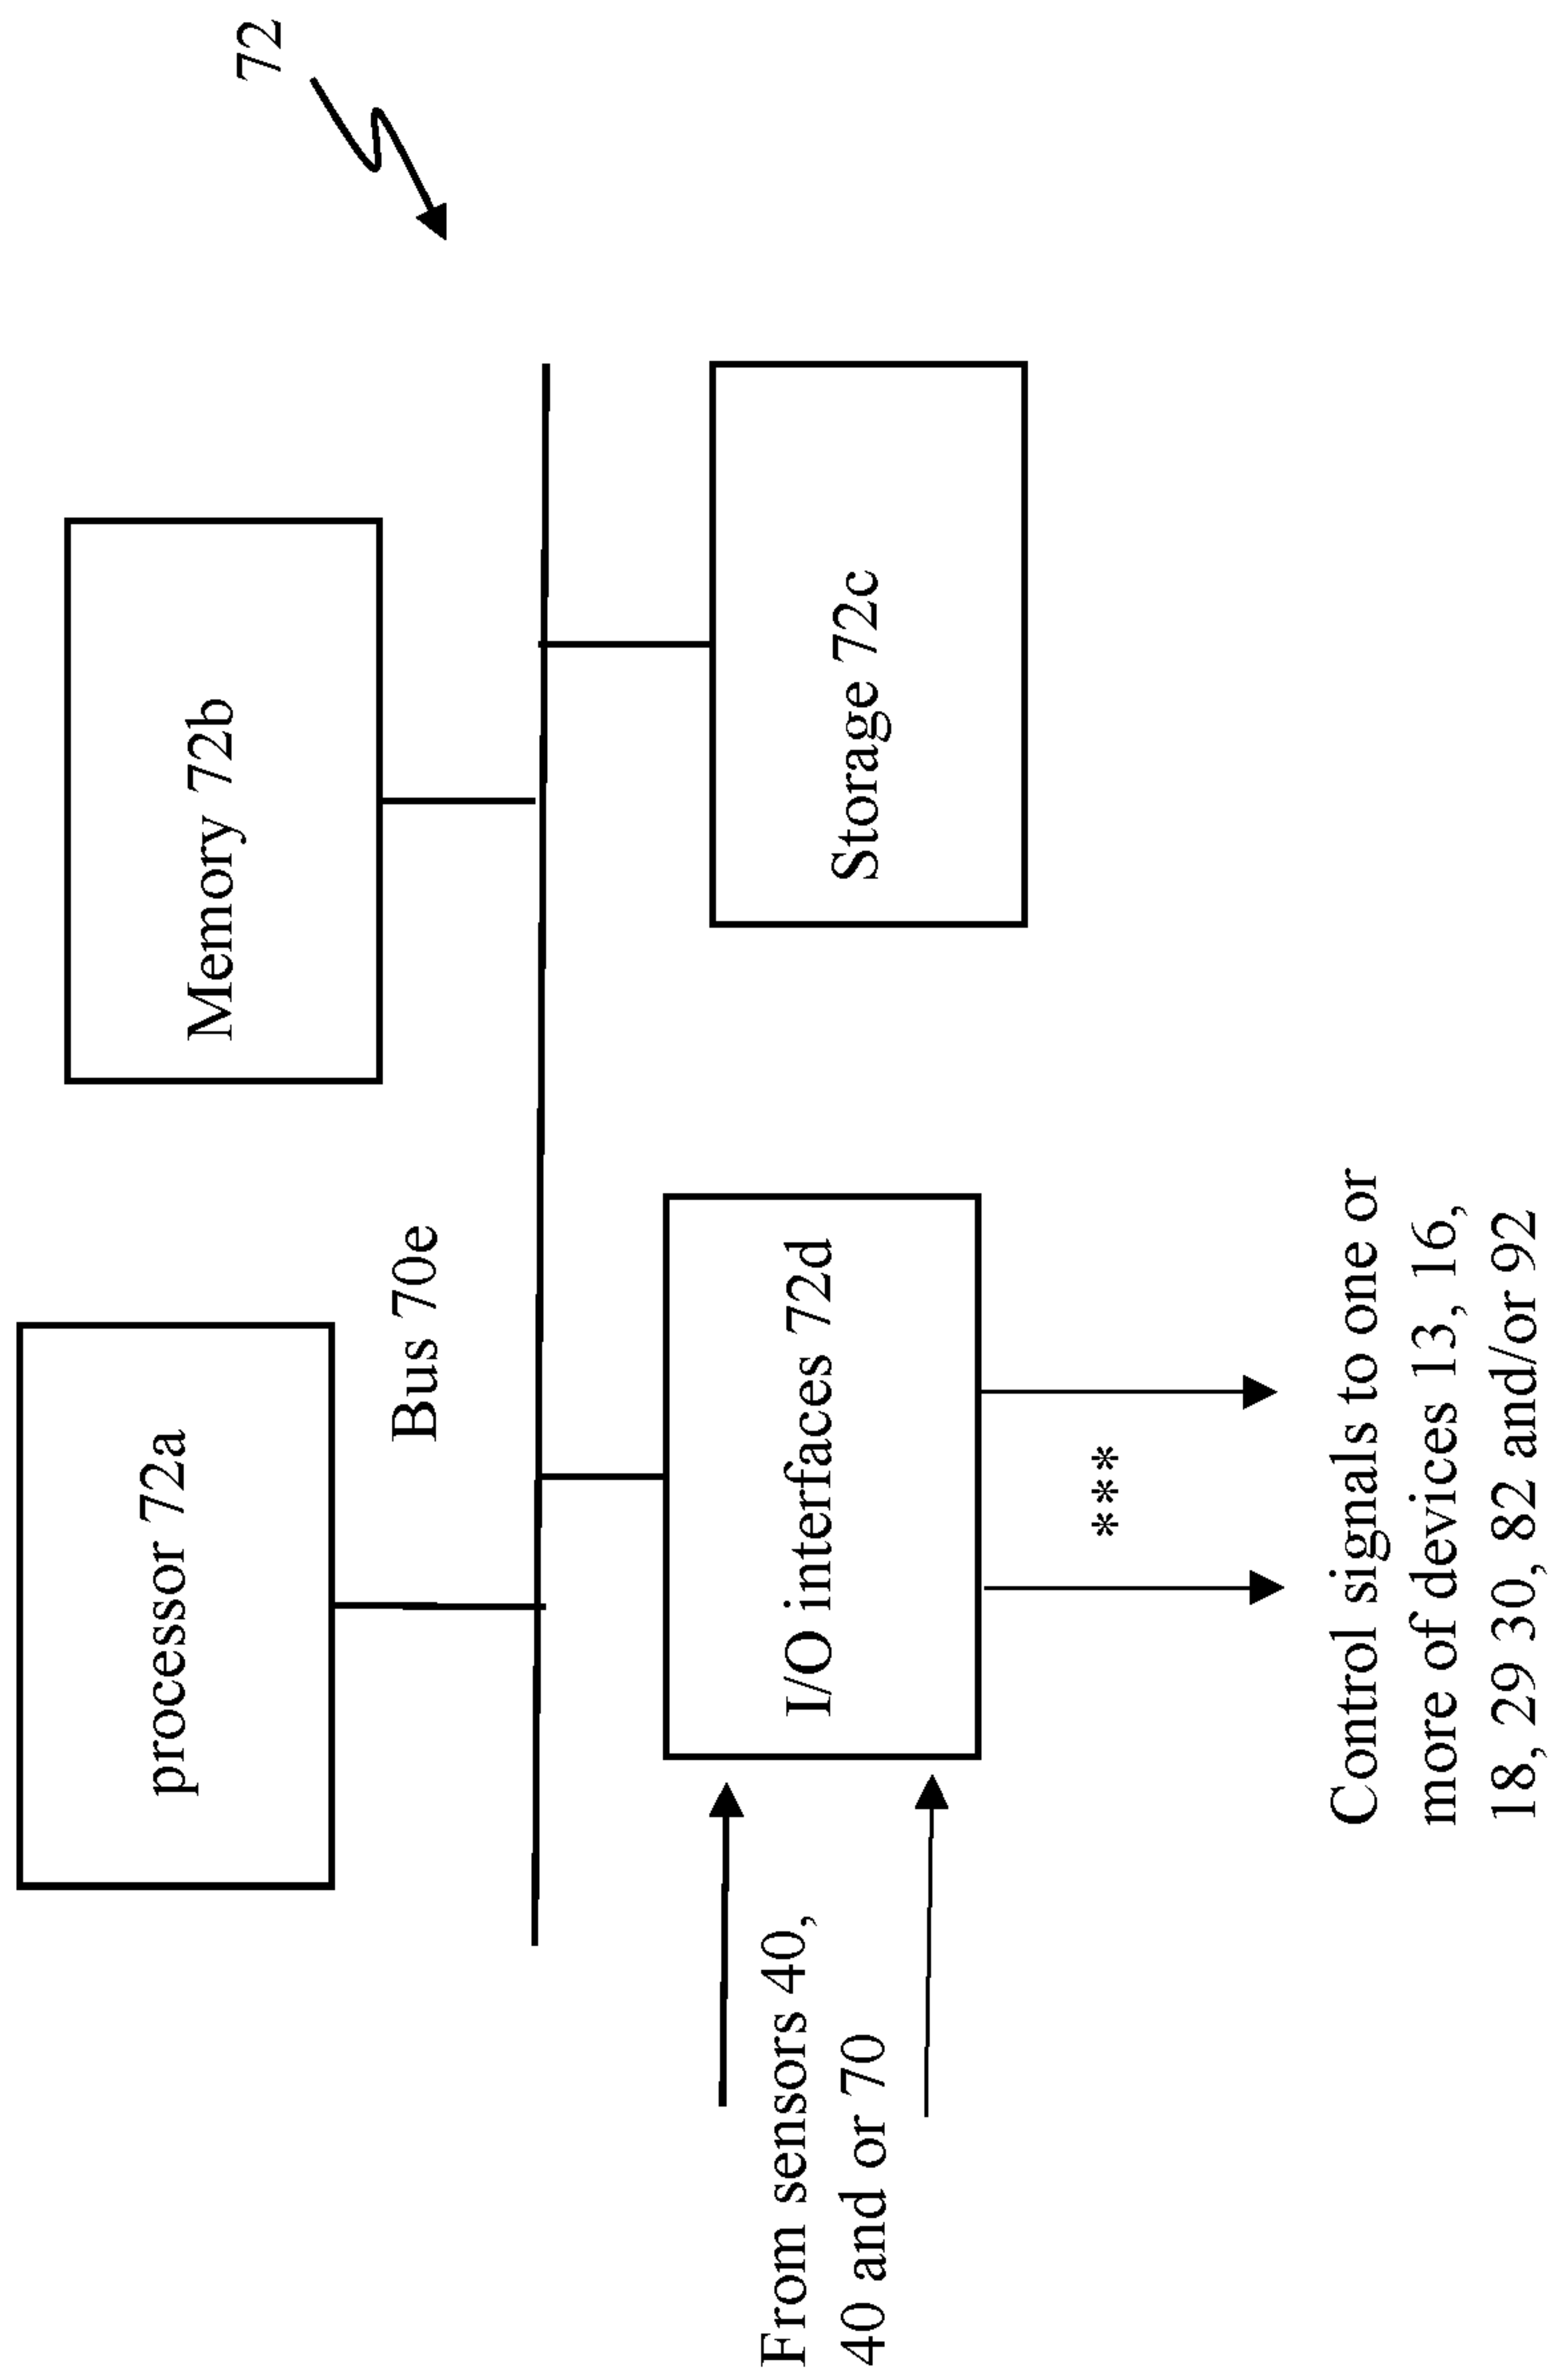 72
processor 72a
Memory 72b
Bus 70e
I/O interfaces 72d
Storage 72c
From sensors 40,
40 and or 70
***
Control signals to one or
more of devices 13, 16,
18, 29 30, 82 and/or 92